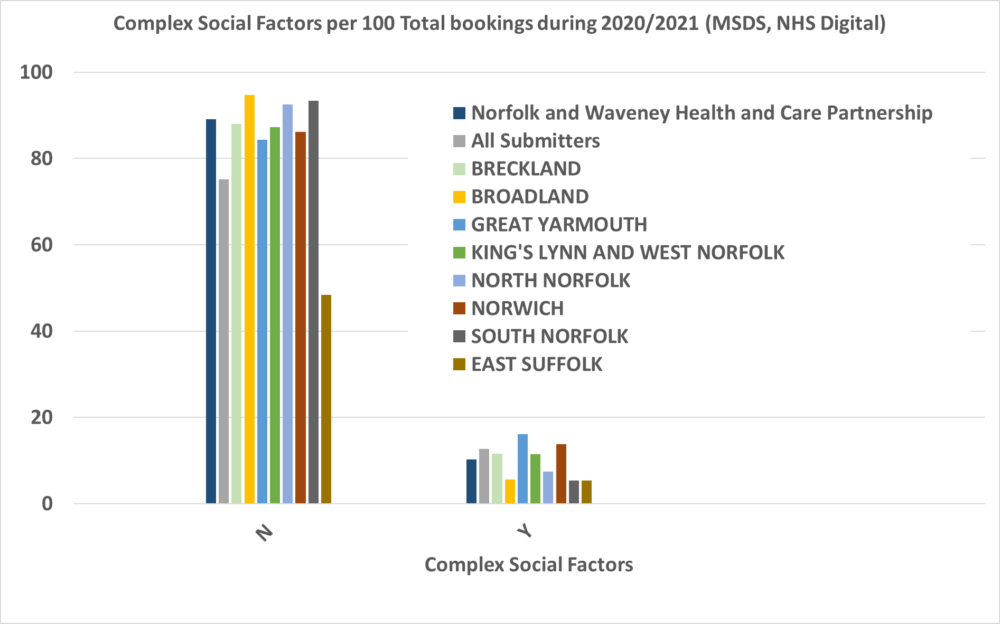 Complex Social Factors per 100 Total bookings during 2020/2021 (MSDS, NHS Digital)
100
80
60
40
20
0
Norfolk and Waveney Health and Care Partnership
All Submitters
BRECKLAND
BROADLAND
GREAT YARMOUTH
KING'S LYNN AND WEST NORFOLK
NORTH NORFOLK
NORWICH
SOUTH NORFOLK
EAST SUFFOLK
N
Y
Complex Social Factors